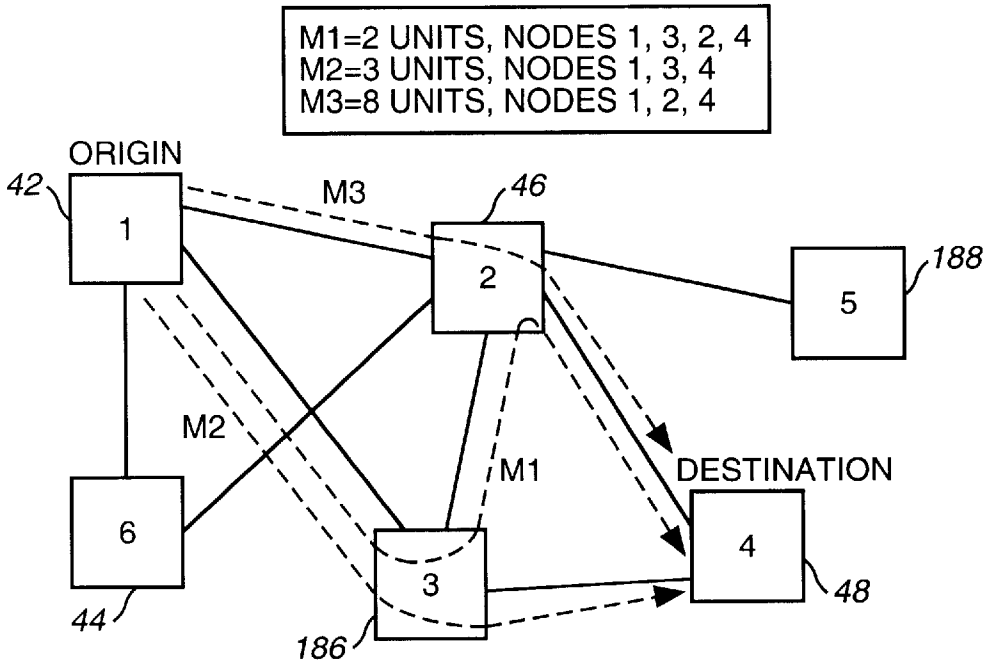 M1=2 UNITS, NODES 1, 3, 2, 4
M2=3 UNITS, NODES 1, 3, 4
M3=8 UNITS, NODES 1, 2, 4
ORIGIN
42
1
M3
46
2
5
188
M2
M1
DESTINATION
6
44
3
186
4
48